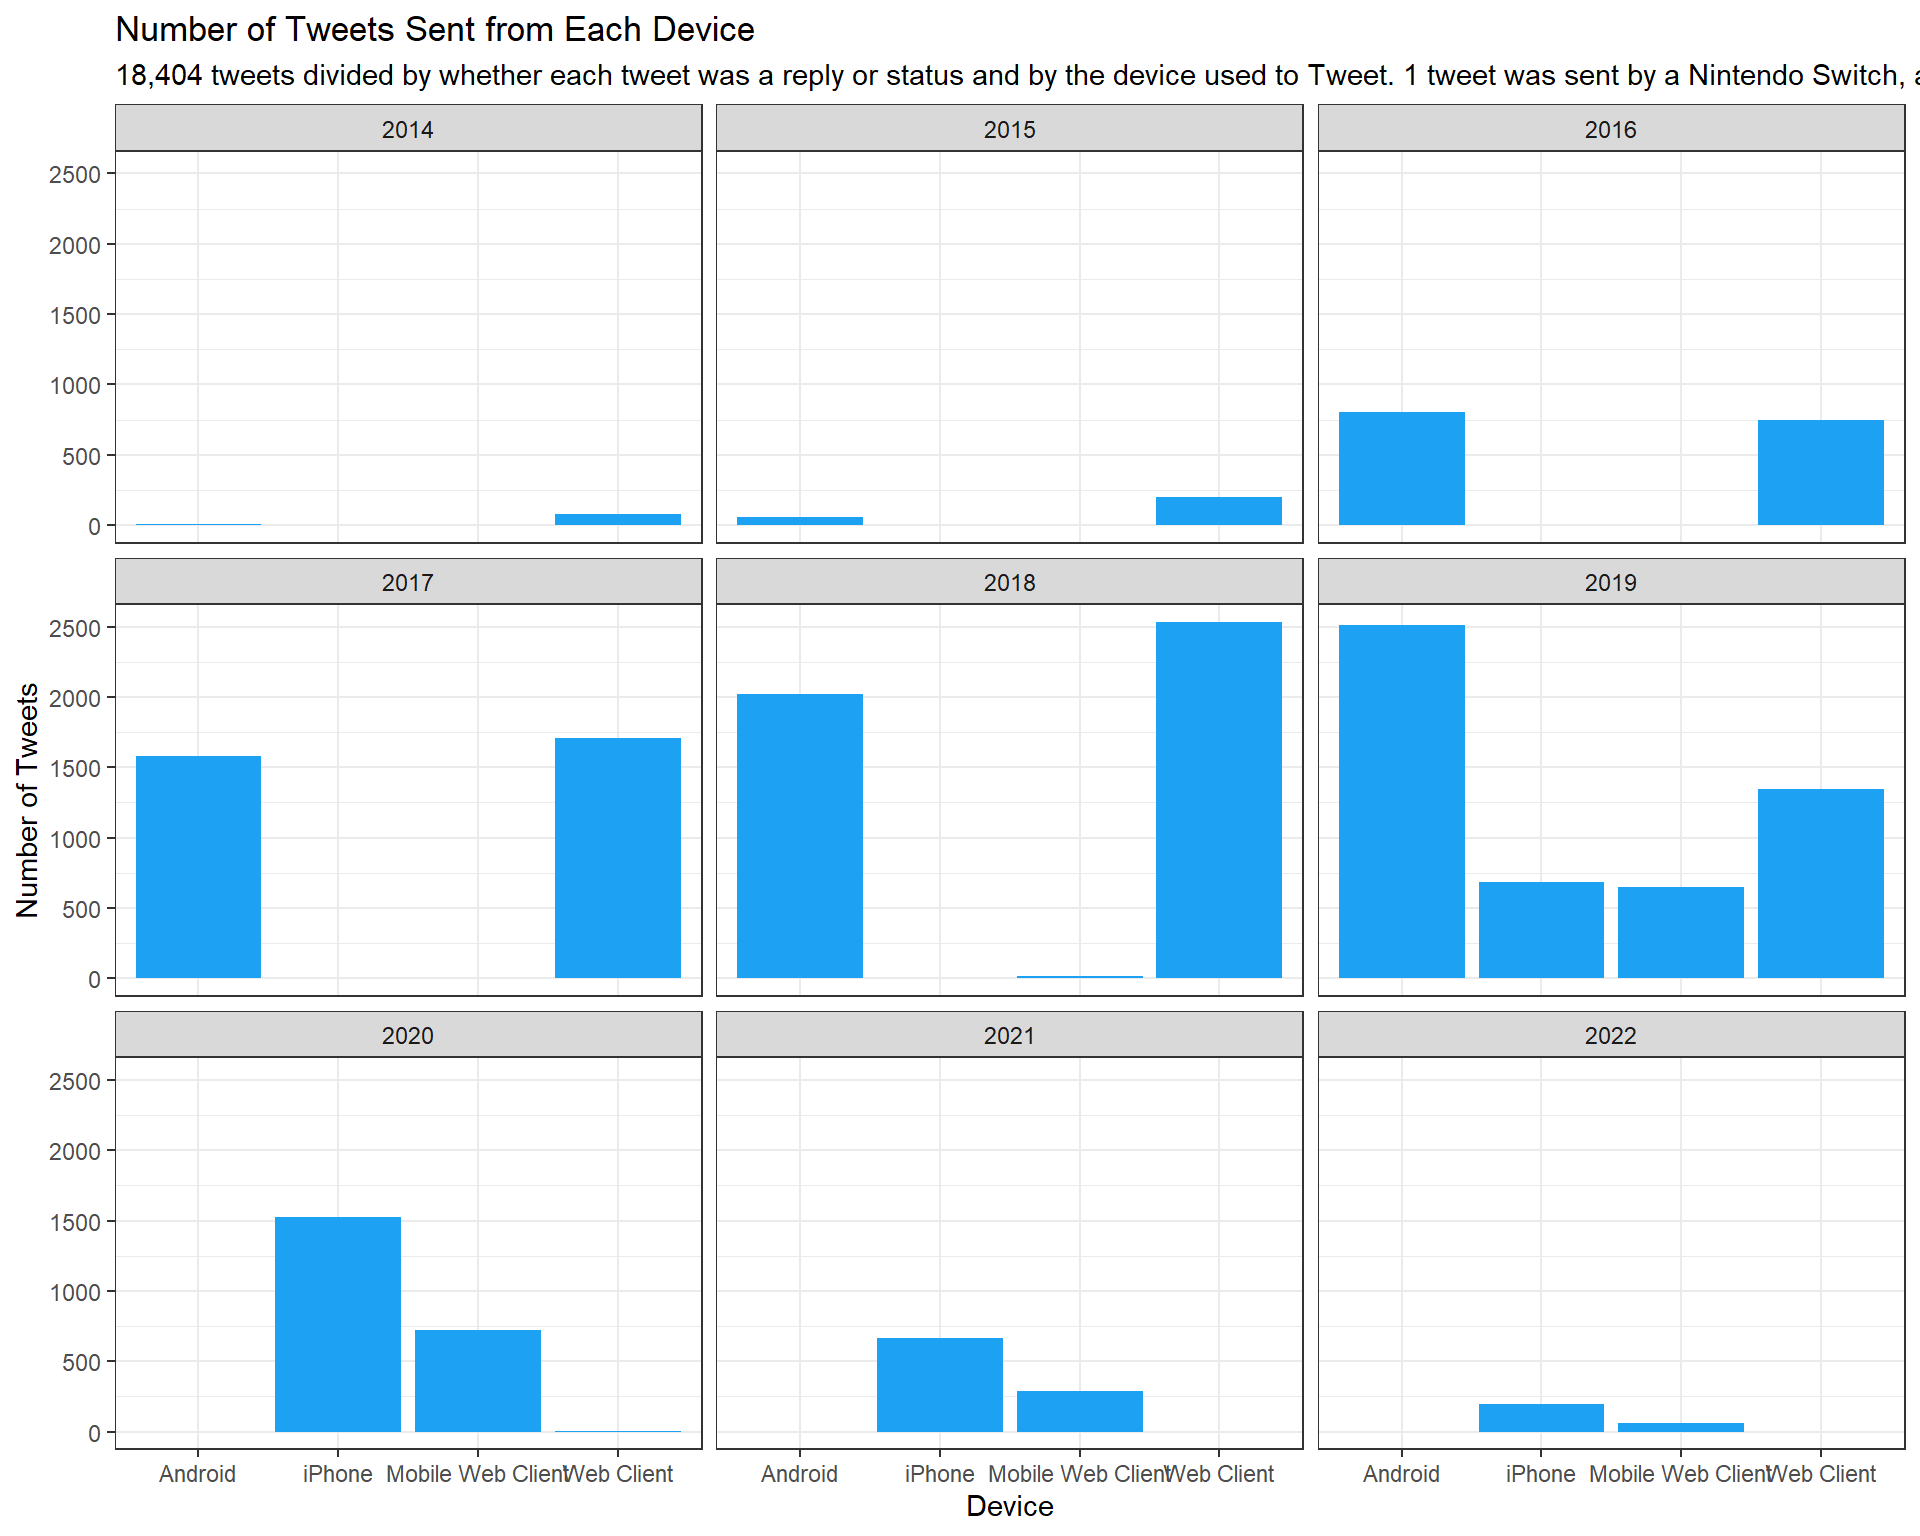 Number of Tweets Sent from Each Device
18,404 tweets divided by whether each tweet was a reply or status and by the device used to Tweet. 1 tweet was sent by a Nintendo Switch,
2014 2015 2016
2500
2000
1500
1000
500
0
2017 2018 2019
2500
2000
1500
1000
500
0
2020 2021 2022
2500
2000
1500
1000
500
0
Number of Tweets
Android iPhone Mobile Web Client Web Client Android iPhone Mobile Web Client Web Client Android iPhone Mobile Web Client Web Client
Device